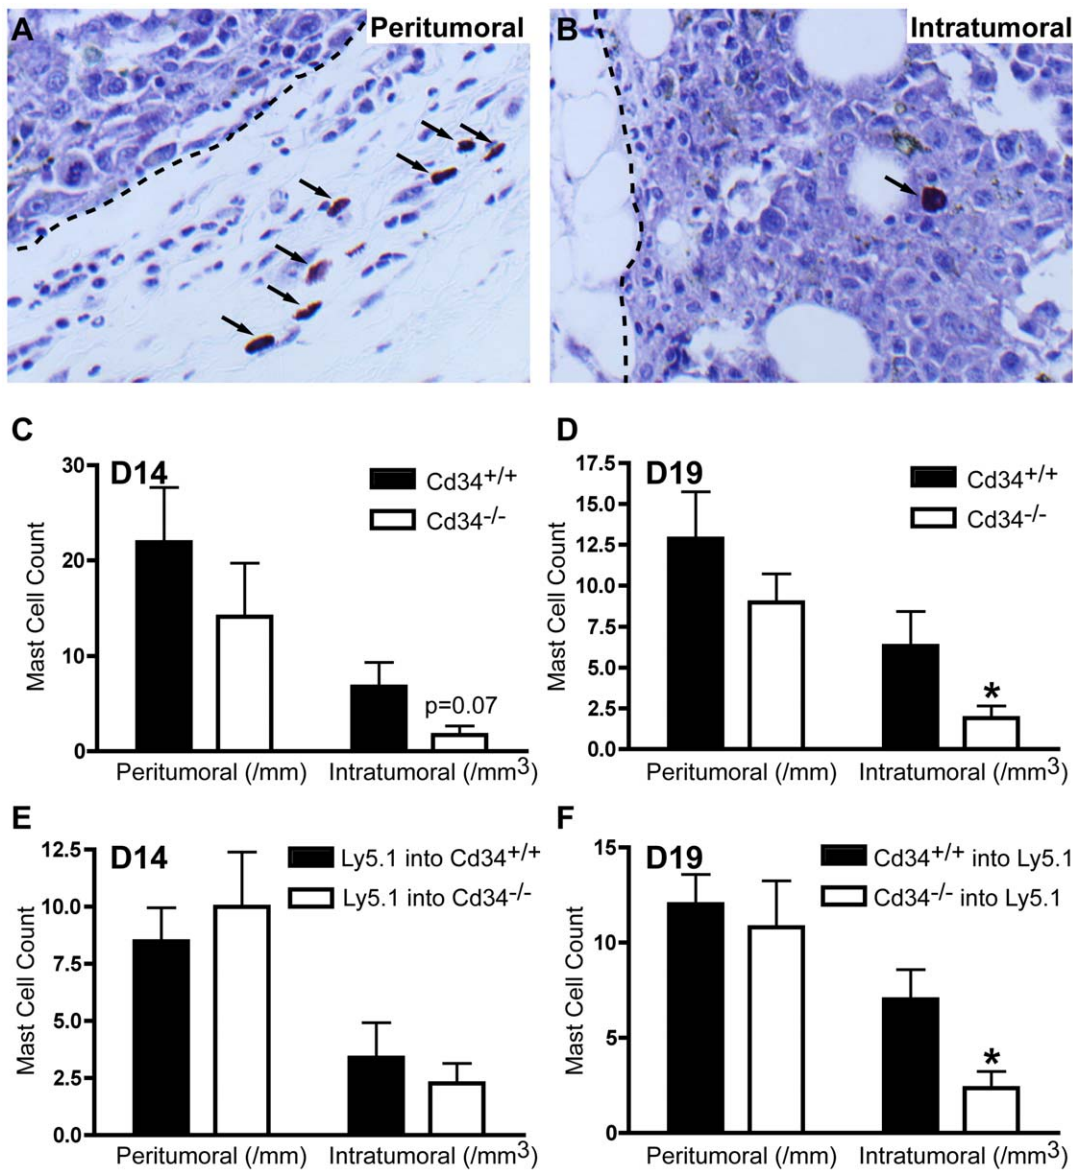 A
Peritumoral
B
Intratumoral
C
D14
Cd34+/+
Cd34-/-
Mast Cell Count
30
20
10
0
p=0.07
Peritumoral (/mm)
Intratumoral (/mm3)
D
D19
Cd34+/+
Cd34-/-
Mast Cell Count
17.5
15.0
12.5
10.0
7.5
5.0
2.5
0.0
*
Peritumoral (/mm)
Intratumoral (/mm3)
E
D14
Ly5.1 into Cd34+/+
Ly5.1 into Cd34-/-
Mast Cell Count
12.5
10.0
7.5
5.0
2.5
0.0
Peritumoral (/mm)
Intratumoral (/mm3)
F
D19
Cd34+/+ into Ly5.1
Cd34-/- into Ly5.1
Mast Cell Count
15
10
5
0
*
Peritumoral (/mm)
Intratumoral (/mm3)